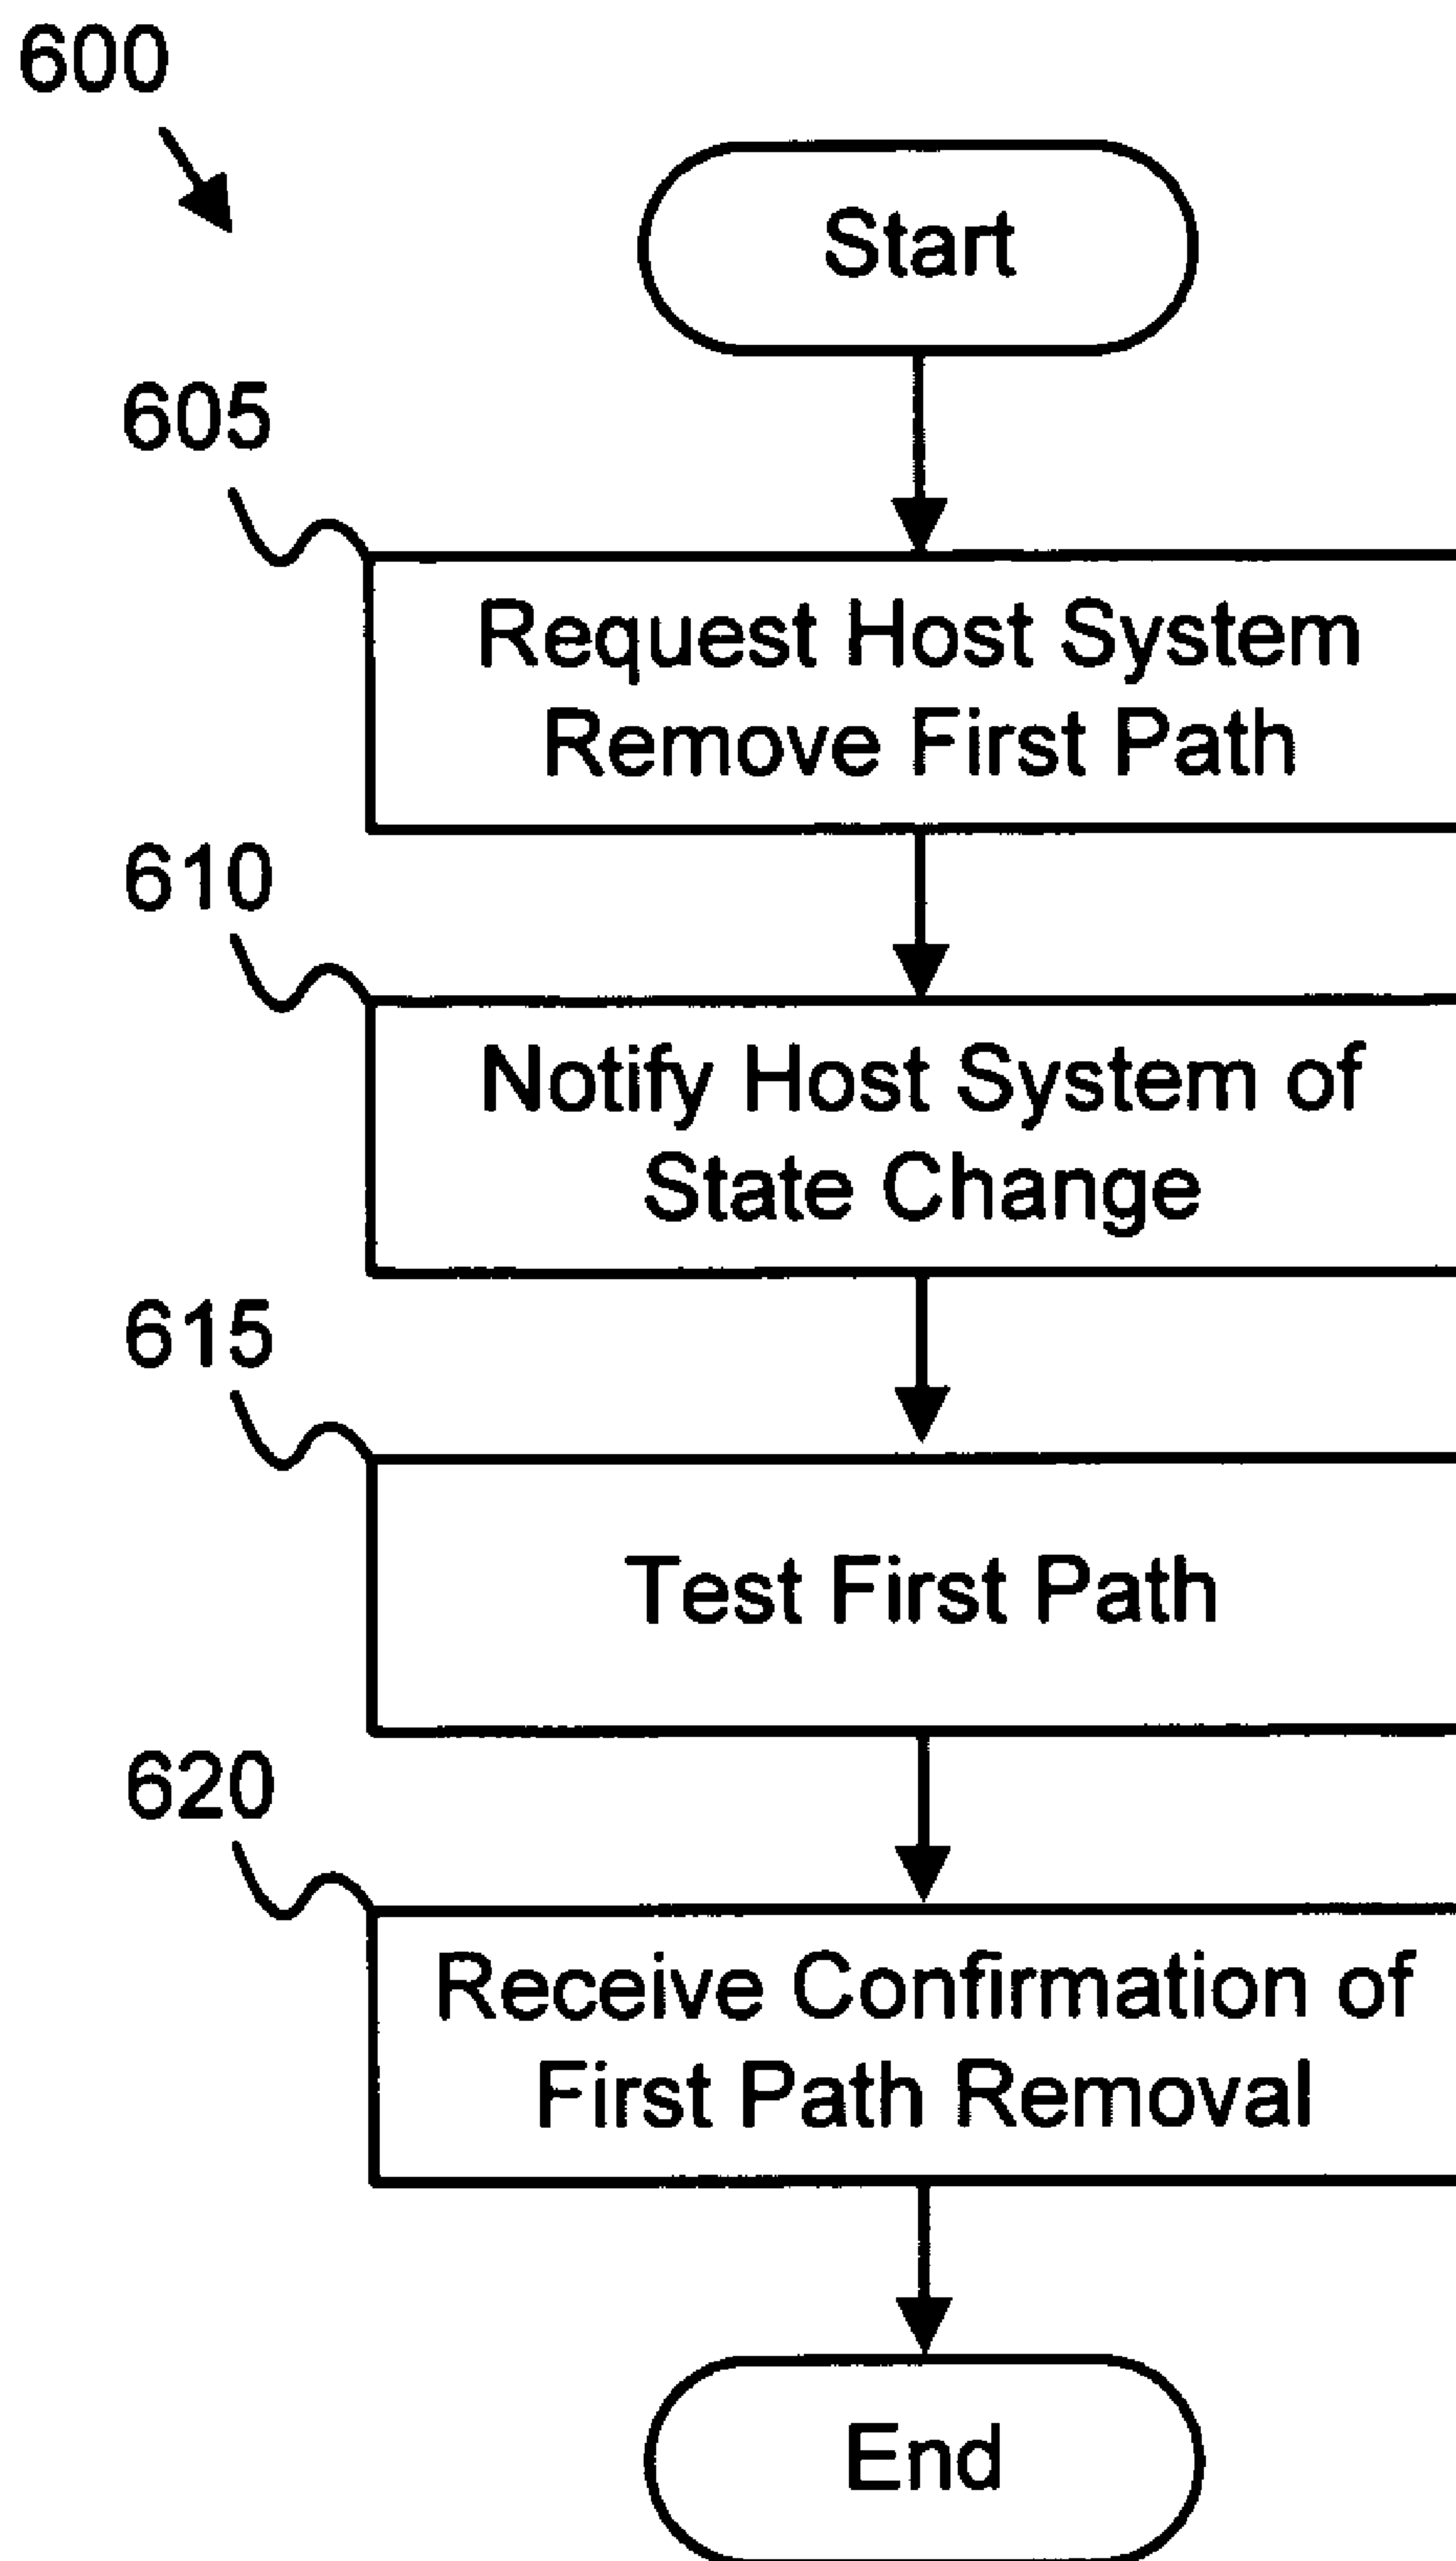 600
Start
605
Request Host System
Remove First Path
610
Notify Host System of
State Change
615
Test First Path
620
Receive Confirmation of
First Path Removal
End